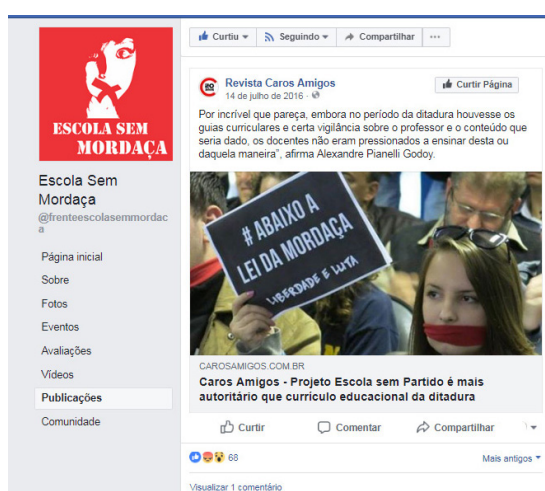 Curtiu
Seguindo
Compartilhar
ESCOLA SEM
MORDAÇA
Escola Sem
Mordaça
@frenteescolasemmordac
a
Página inicial
Sobre
Fotos
Eventos
Avaliações
Vídeos
Publicações
Comunidade
Revista Caros Amigos
14 de julho de 2016
Curtir Página
Por incrível que pareça, embora no período da ditadura houvesse os
guias curriculares e certa vigilância sobre o professor e o conteúdo que
seria dado, os docentes não eram pressionados a ensinar desta ou
daquela maneira", afirma Alexandre Pianelli Godoy.
# ABAIXO A
LEI DA MORDAÇA
LIBERDADE E LUTA
CAROSAMIGOS.COM.BR
Caros Amigos - Projeto Escola sem Partido é mais
autoritário que currículo educacional da ditadura
Curtir
Comentar
Compartilhar
68
Mais antigos
Visualizar 1 comentário